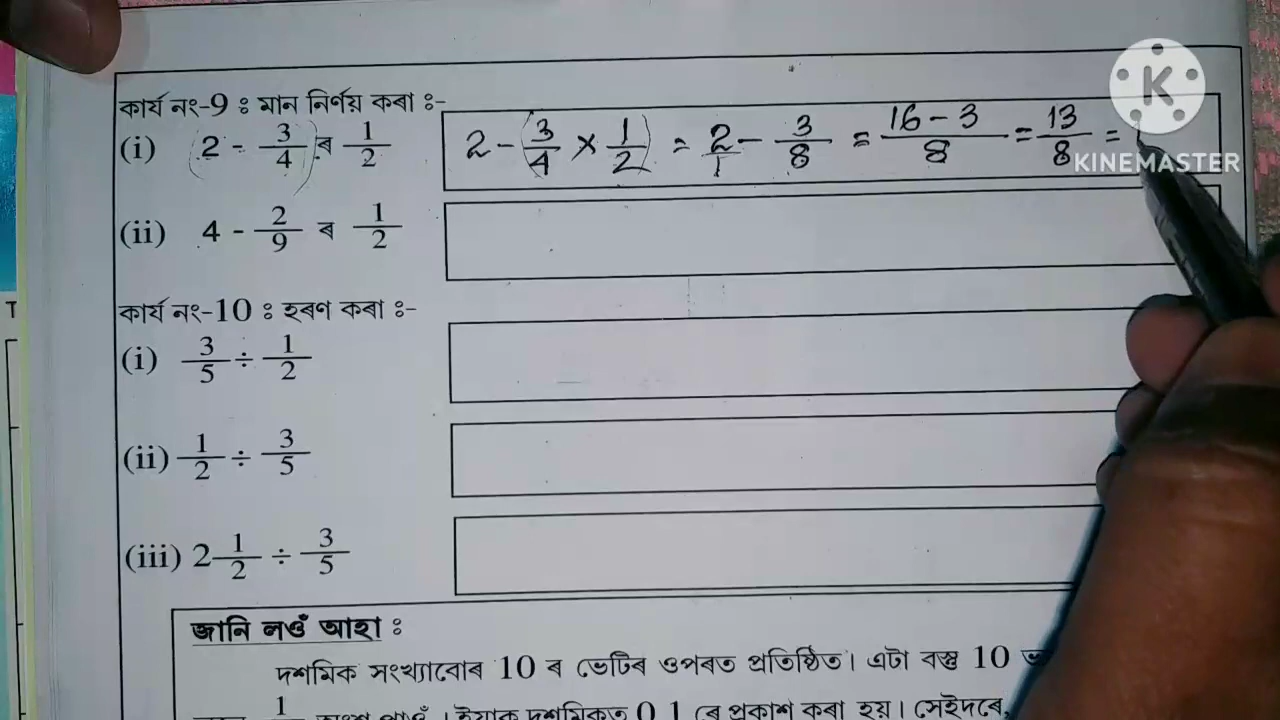 কাৰ্য নং-9 ঃ মান নিৰ্ণয় কৰা ঃ-
(i) (2 - 3/4)ৰ 1/2 2 - (3/4 × 1/2) = 2/1 - 3/8 = 16 - 3/8 = 13/8 =
K
KINEMASTER
(ii) 4 - 2/9 ৰ 1/2
কাৰ্য নং-10 ঃ হৰণ কৰা ঃ-
(i) 3/5 ÷ 1/2
(ii) 1/2 ÷ 3/5
(iii) 2 1/2 ÷ 3/5
জানি লওঁ আহা ঃ
দশমিক সংখ্যাবোৰ 10 ৰ ভেটিৰ ওপৰত প্ৰতিষ্ঠিত। এটা বস্তু 10
1 অংশ পাওঁ । ইয়াক দশমিকত 0.1 ৰে প্ৰকাশ কৰা হয়। সেইদৰে,